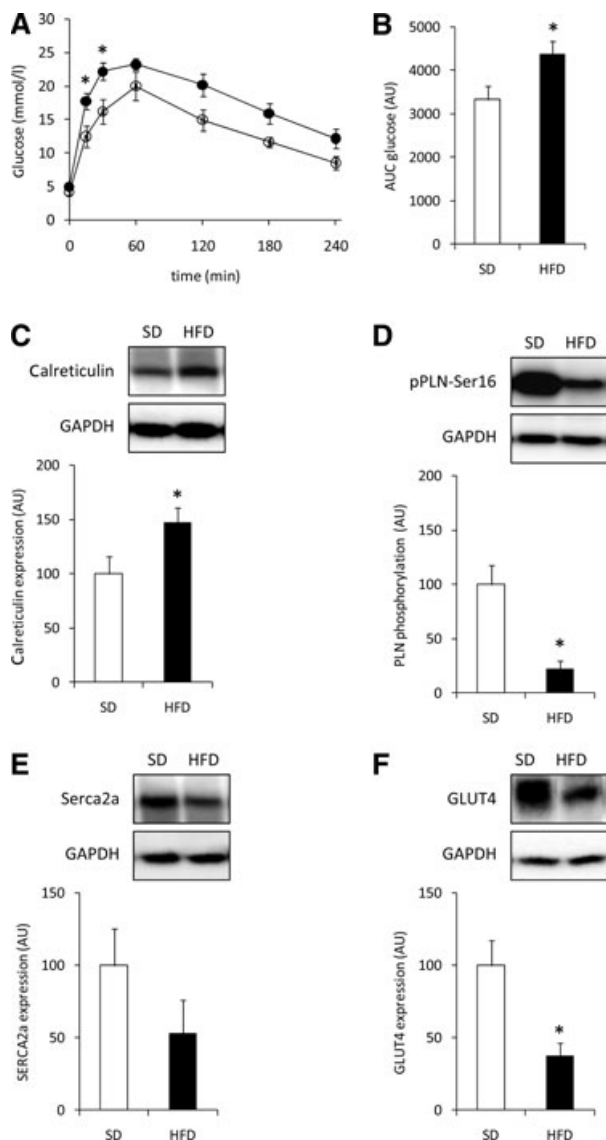 A
Glucose (mmol/l)
30
25
20
15
10
5
0
* *
0 60 120 180 240
time (min)
B
AUC glucose (AU)
5000
4000
3000
2000
1000
0
*
SD HFD
C
SD HFD
Calreticulin
GAPDH
Calreticulin expression (AU)
200
150
100
50
0
*
SD HFD
D
SD HFD
pPLN-Ser16
GAPDH
PLN phosphorylation (AU)
150
100
50
0
*
SD HFD
E
SD HFD
Serca2a
GAPDH
SERCA2a expression (AU)
150
100
50
0
SD HFD
F
SD HFD
GLUT4
GAPDH
GLUT4 expression (AU)
150
100
50
0
*
SD HFD